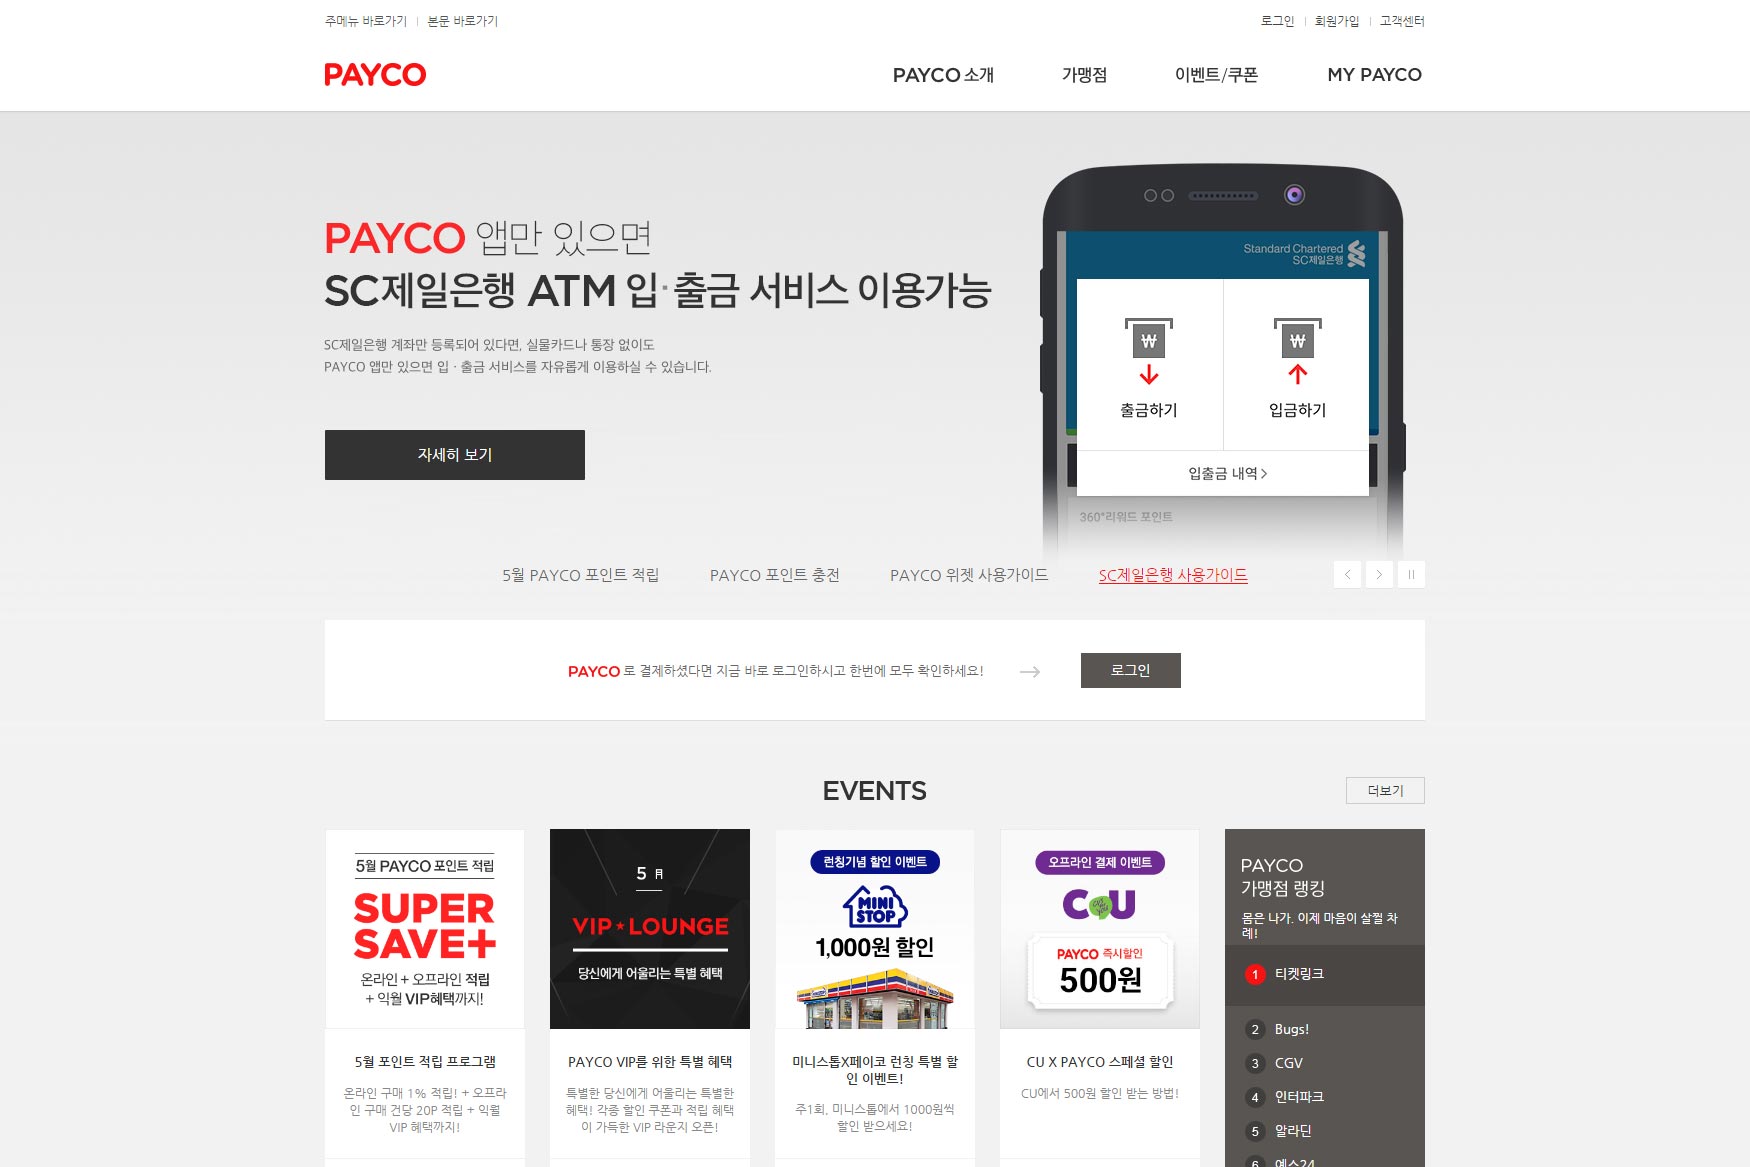 주메뉴 바로가기
본문 바로가기
로그인
회원가입
고객센터
PAYCO
PAYCO 소개
가맹점
이벤트/쿠폰
MY PAYCO
PAYCO 앱만 있으면
SC제일은행 ATM 입·출금 서비스 이용가능
SC제일은행 계좌만 등록되어 있다면, 실물카드나 통장 없이도
PAYCO 앱만 있으면 입 · 출금 서비스를 자유롭게 이용하실 수 있습니다.
자세히 보기
Standard Chartered
SC제일은행
₩
₩
출금하기
입금하기
입출금 내역 >
360°리워드 포인트
5월 PAYCO 포인트 적립
PAYCO 포인트 충전
PAYCO 위젯 사용가이드
SC제일은행 사용가이드
PAYCO 로 결제하셨다면 지금 바로 로그인하시고 한번에 모두 확인하세요!
로그인
EVENTS
더보기
5월 PAYCO 포인트 적립
SUPER
SAVE+
온라인 + 오프라인 적립
+ 익월 VIP혜택까지!
5월 포인트 적립 프로그램
온라인 구매 1% 적립! + 오프라
인 구매 건당 20P 적립 + 익월
VIP 혜택까지!
5 月
VIP★LOUNGE
당신에게 어울리는 특별 혜택
PAYCO VIP를 위한 특별 혜택
특별한 당신에게 어울리는 특별한
혜택! 각종 할인 쿠폰과 적립 혜택
이 가득한 VIP 라운지 오픈!
런칭기념 할인 이벤트
MINI
STOP
1,000원 할인
미니스톱X페이코 런칭 특별 할
인 이벤트!
주1회, 미니스톱에서 1000원씩
할인 받으세요!
오프라인 결제 이벤트
CU
PAYCO 즉시할인
500원
CU X PAYCO 스페셜 할인
CU에서 500원 할인 받는 방법!
PAYCO
가맹점 랭킹
몸은 나가. 이제 마음이 살찔 차
례!
1 티켓링크
2 Bugs!
3 CGV
4 인터파크
5 알라딘
6 예스24